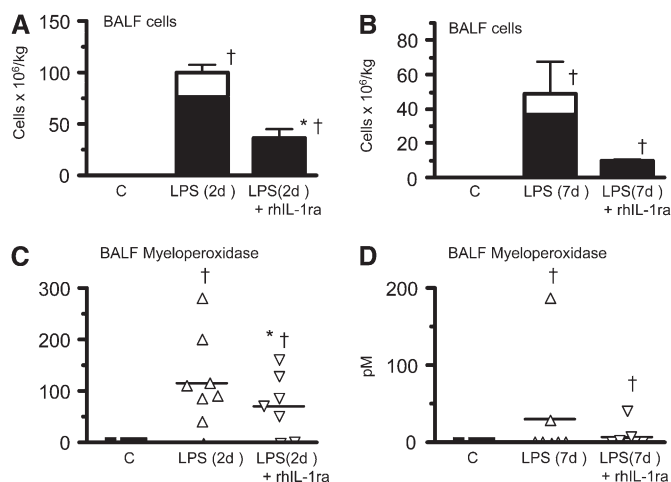 A
BALF cells
Cells x 10⁶/kg
150
100
50
0
†
* †
C
LPS (2d )
LPS(2d )
+ rhIL-1ra
B
BALF cells
Cells x 10⁶/kg
80
60
40
20
0
†
†
C
LPS (7d )
LPS(7d )
+ rhIL-1ra
C
BALF Myeloperoxidase
300
200
100
0
†
* †
C
LPS (2d )
LPS(2d )
+ rhIL-1ra
D
BALF Myeloperoxidase
pM
200
100
0
†
†
C
LPS (7d )
LPS(7d )
+ rhIL-1ra